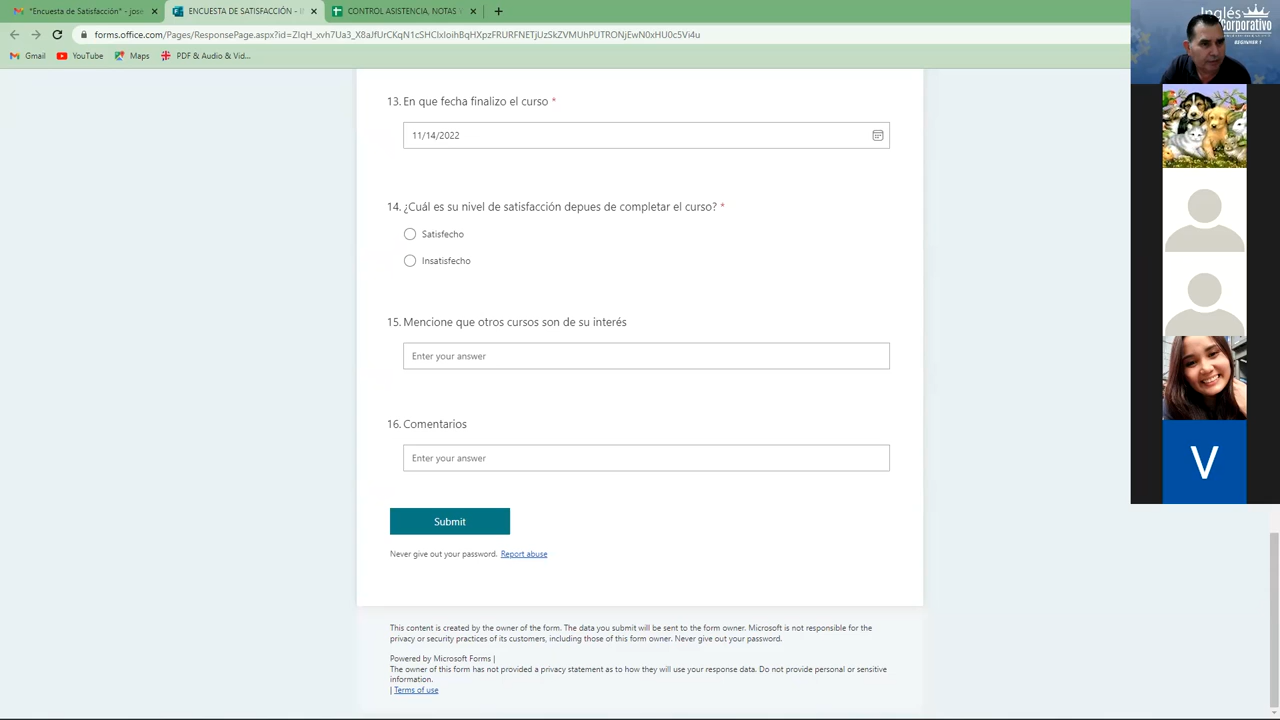 "Encuesta de Satisfacción" - jose
ENCUESTA DE SATISFACCIÓN - I
CONTROL ASISTENCIA, NOTAS
forms.office.com/Pages/ResponsePage.aspx?id=
Gmail
YouTube
Maps
PDF & Audio & Vid...
Inglés
Corporativo
BEGINNER 1
13. En que fecha finalizo el curso *
11/14/2022
14. ¿Cuál es su nivel de satisfacción depues de completar el curso? *
Satisfecho
Insatisfecho
15. Mencione que otros cursos son de su interés
Enter your answer
16. Comentarios
Enter your answer
V
Submit
Never give out your password. Report abuse
This content is created by the owner of the form. The data you submit will be sent to the form owner. Microsoft is not responsible for the
privacy or security practices of its customers, including those of this form owner. Never give out your password.
Powered by Microsoft Forms |
The owner of this form has not provided a privacy statement as to how they will use your response data. Do not provide personal or sensitive
information.
| Terms of use